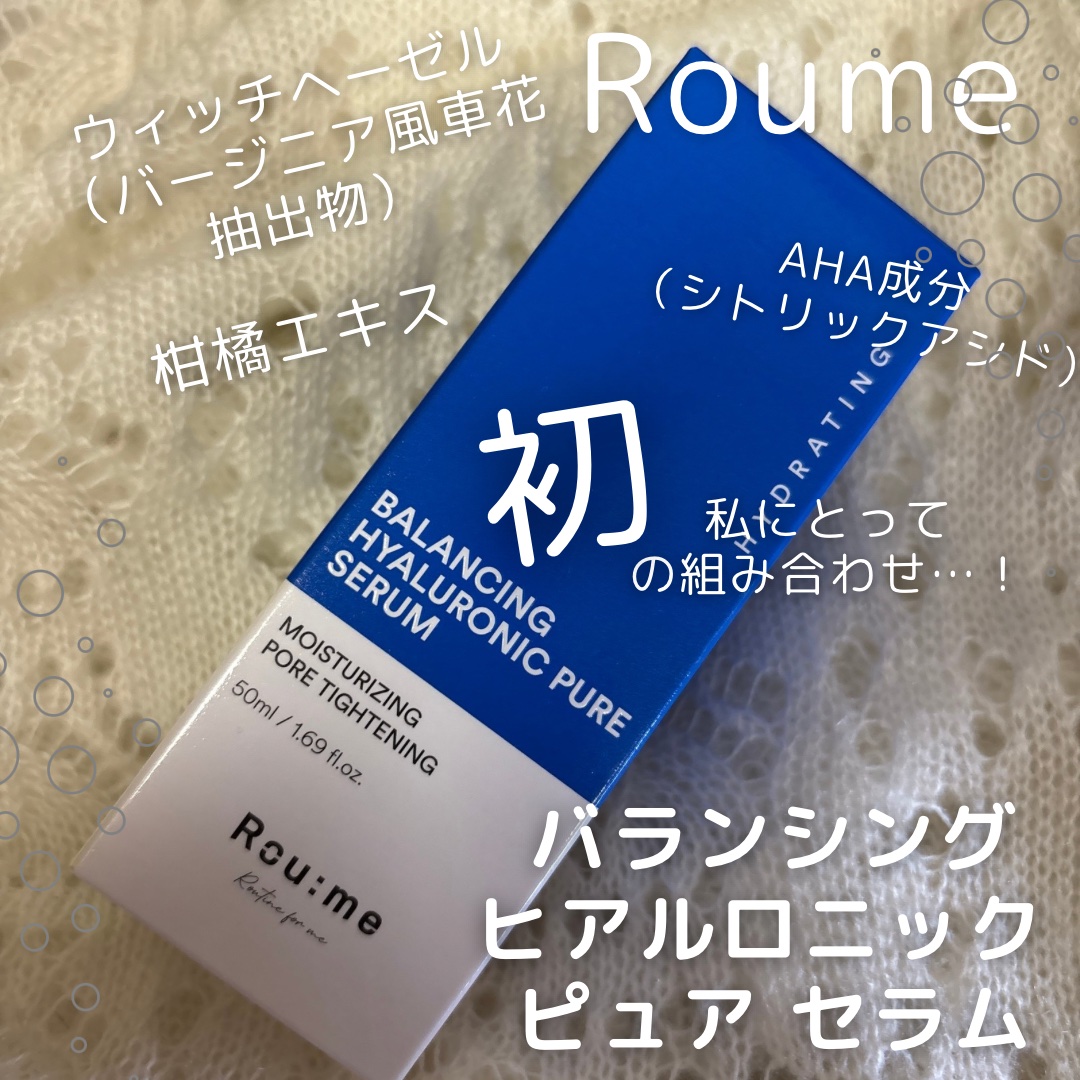 Roume
ウィッチヘーゼル
（バージニア風車花
抽出物）
AHA成分
（シトリックアシド）
柑橘エキス
初
私にとって
の組み合わせ…！
HYDRATING
BALANCING
HYALURONIC PURE
SERUM
MOISTURIZING
PORE TIGHTENING
50ml / 1.69 fl.oz.
Rou:me
Routine for me
バランシング
ヒアルロニック
ピュア セラム